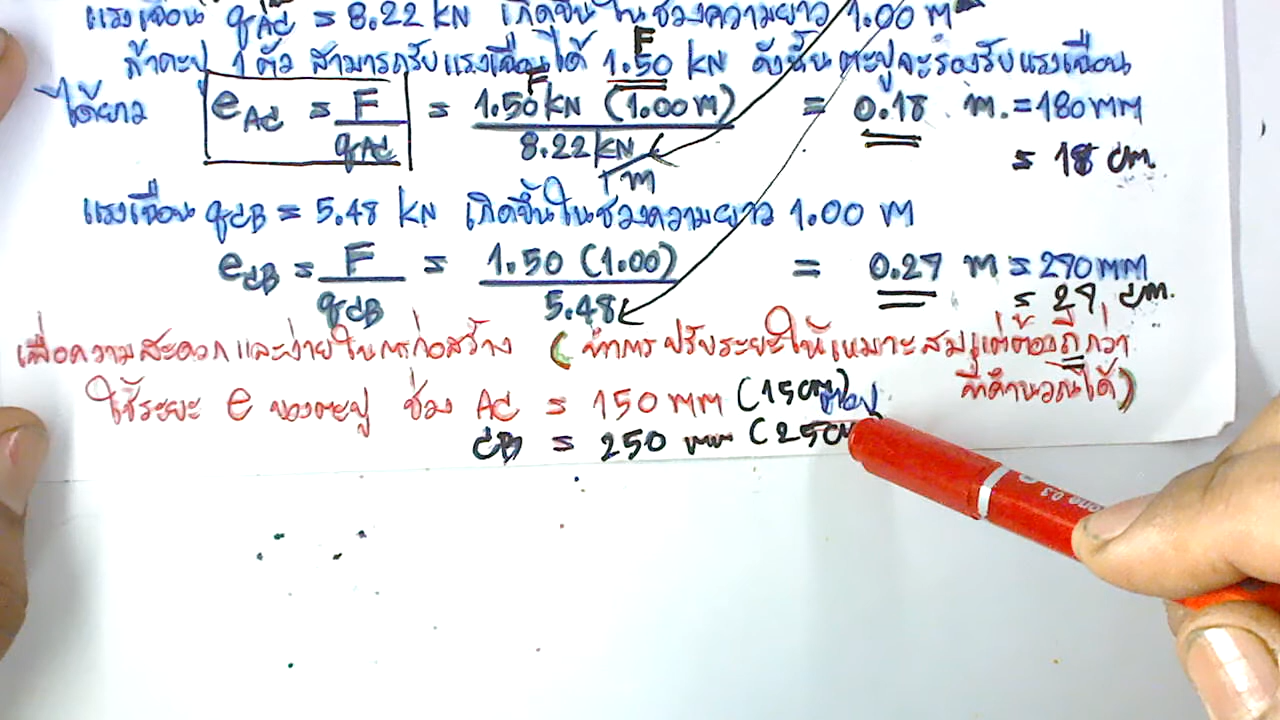 แรงเฉือน qAC = 8.22 kN เกิดขึ้นในช่วงความยาว 1.00 m
ถ้าตะปู 1 ตัว สามารถรับแรงเฉือนได้ 1.50 kN ดังนั้นตะปูจะรองรับแรงเฉือน
F
ได้ยาว eAC = F/qAC = 1.50 kN (1.00 m)/8.22 kN = 0.18 m. = 180 mm
F
m
= 18 cm.
แรงเฉือน qCB = 5.48 kN เกิดขึ้นในช่วงความยาว 1.00 m
eCB = F/qCB = 1.50 (1.00)/5.48 = 0.27 m = 270 mm
= 27 cm.
เพื่อความสะดวกและง่ายในการก่อสร้าง (ทำการปรับระยะให้เหมาะสมแต่ต้องถี่กว่า
ที่คำนวณได้)
ใช้ระยะ e ของตะปู ช่วง AC = 150 mm (15cm)
CB = 250 mm (25cm